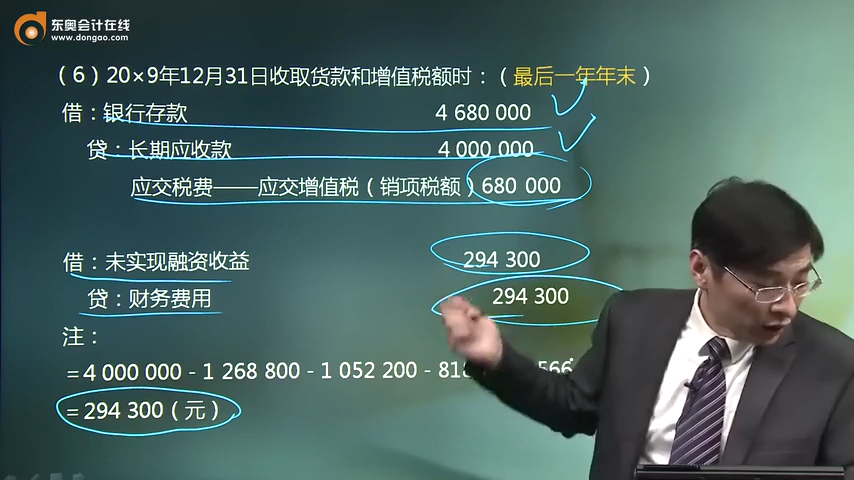 东奥会计在线
www.dongao.com
（6）20×9年12月31日收取货款和增值税额时：（最后一年年末）
借：银行存款 4 680 000
贷：长期应收款 4 000 000
应交税费——应交增值税（销项税额）680 000
借：未实现融资收益 294 300
贷：财务费用 294 300
注：
＝4 000 000－1 268 800－1 052 200－
＝294 300（元）